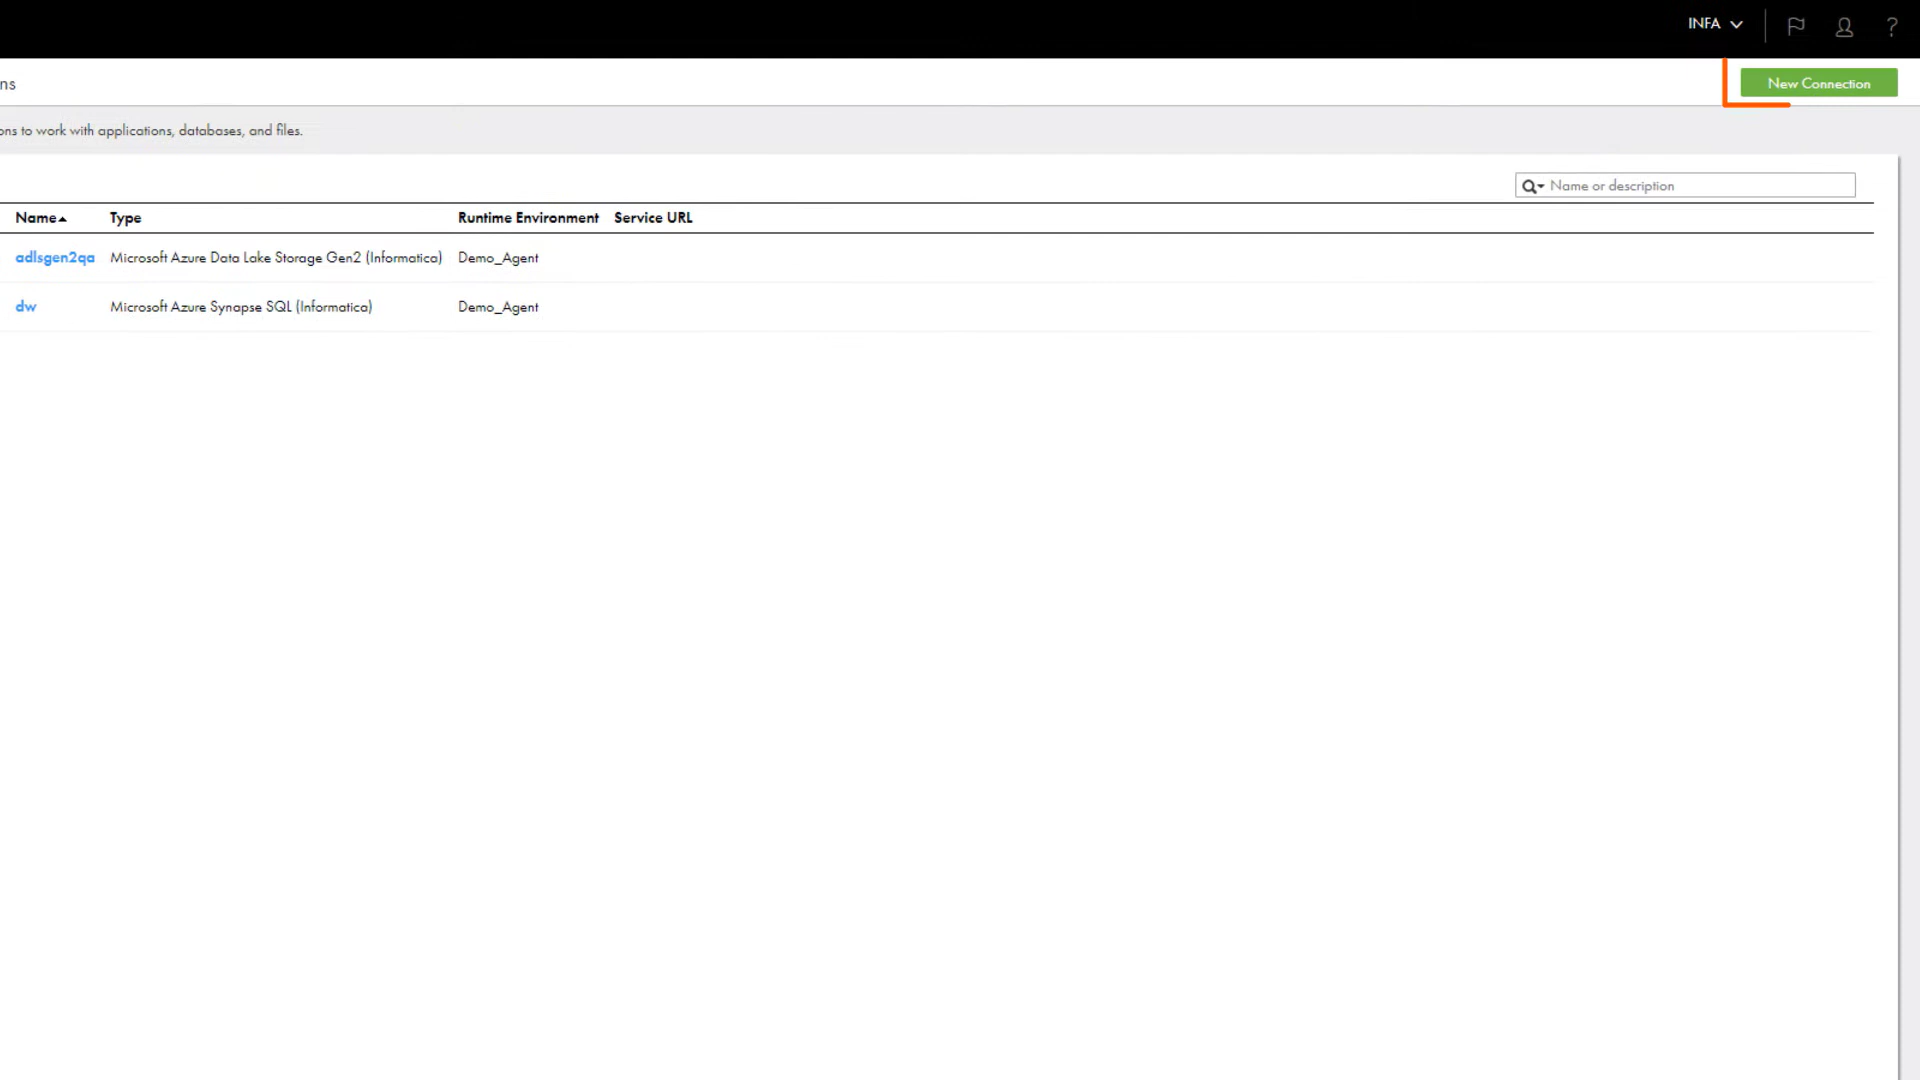 INFA
?
ns
New Connection
ons to work with applications, databases, and files.
Name or description
Name Type Runtime Environment Service URL
adlsgen2qa Microsoft Azure Data Lake Storage Gen2 (Informatica) Demo_Agent
dw Microsoft Azure Synapse SQL (Informatica) Demo_Agent